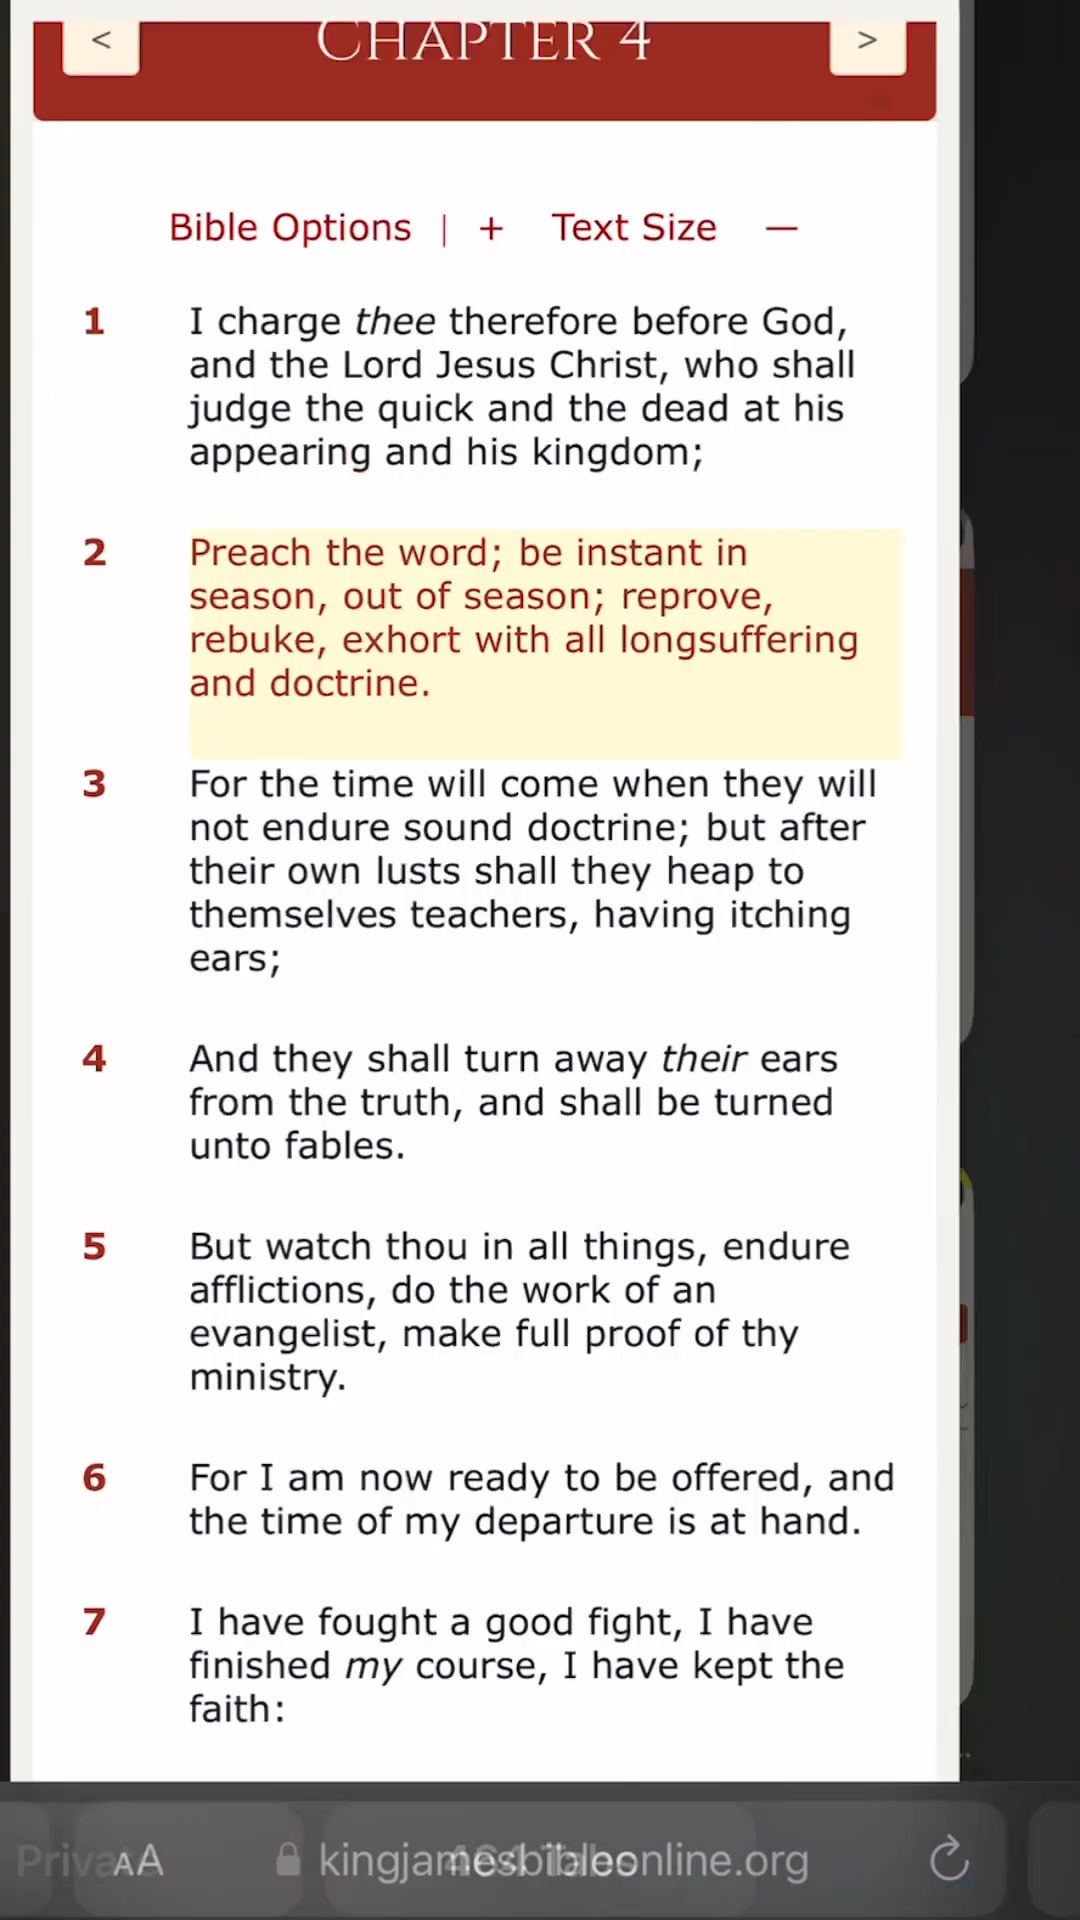 <
CHAPTER 4
>
Bible Options | + Text Size —
1 I charge thee therefore before God,
and the Lord Jesus Christ, who shall
judge the quick and the dead at his
appearing and his kingdom;
2 Preach the word; be instant in
season, out of season; reprove,
rebuke, exhort with all longsuffering
and doctrine.
3 For the time will come when they will
not endure sound doctrine; but after
their own lusts shall they heap to
themselves teachers, having itching
ears;
4 And they shall turn away their ears
from the truth, and shall be turned
unto fables.
5 But watch thou in all things, endure
afflictions, do the work of an
evangelist, make full proof of thy
ministry.
6 For I am now ready to be offered, and
the time of my departure is at hand.
7 I have fought a good fight, I have
finished my course, I have kept the
faith:
AA kingjamesbibleonline.org